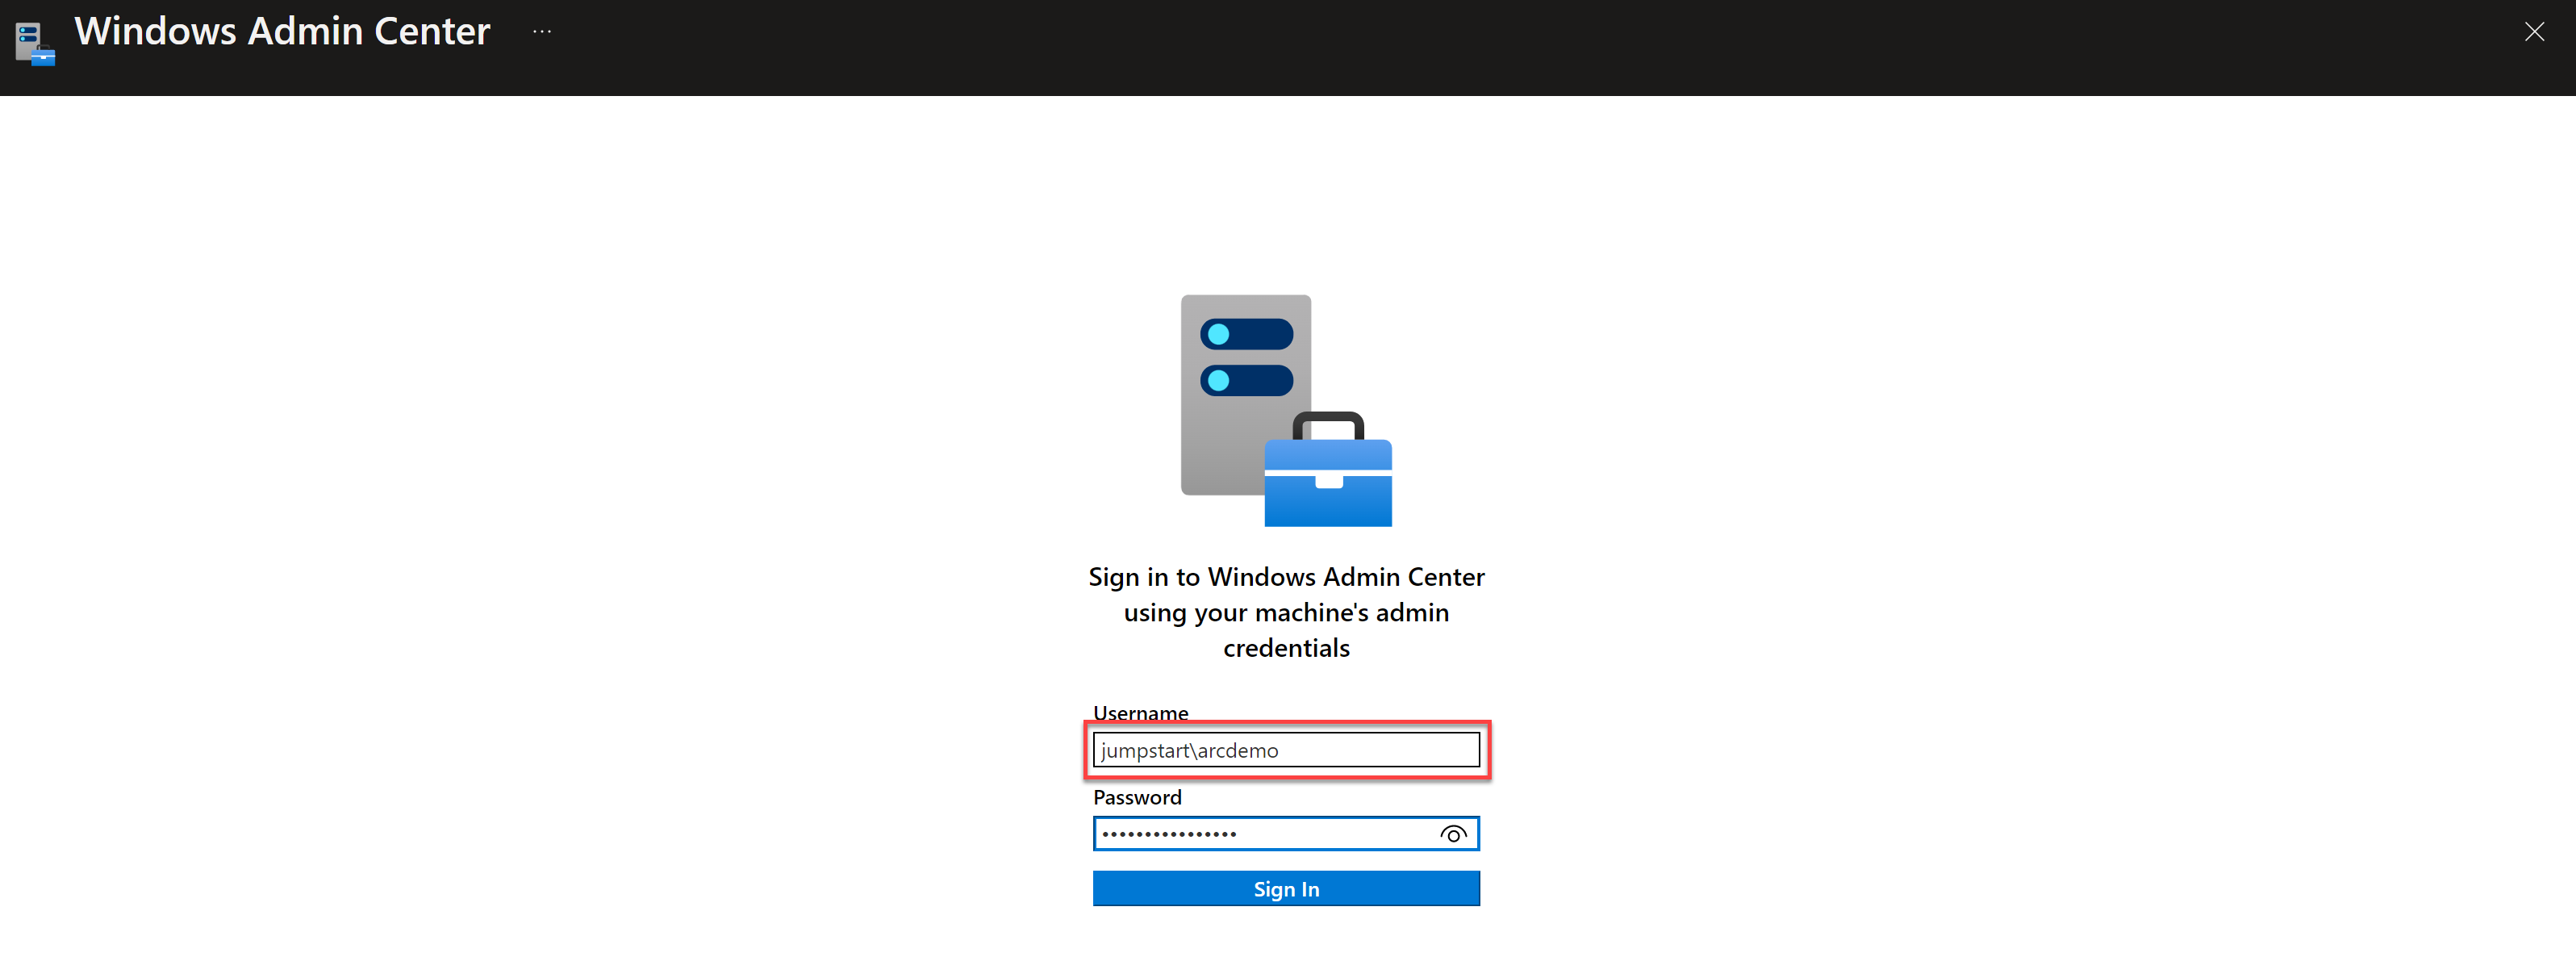 Windows Admin Center ...
Sign in to Windows Admin Center
using your machine's admin
credentials
Username
jumpstart\arcdemo
Password
••••••••••••••••
Sign In